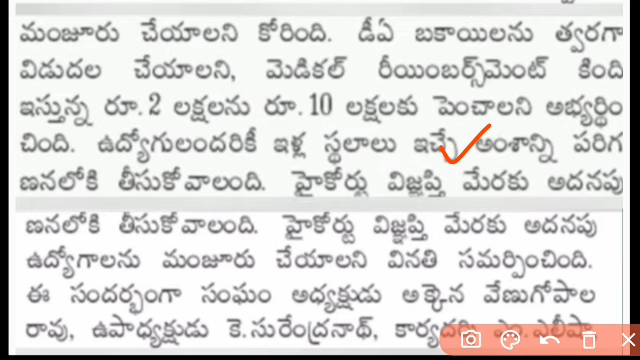 మంజూరు చేయాలని కోరింది. డీఏ బకాయిలను త్వరగా
విడుదల చేయాలని, మెడికల్ రీయింబర్స్‌మెంట్ కింది
ఇస్తున్న రూ.2 లక్షలను రూ.10 లక్షలకు పెంచాలని అభ్యర్థిం
చింది. ఉద్యోగులందరికీ ఇళ్ల స్థలాలు ఇచ్చే అంశాన్ని పరిగ
ణనలోకి తీసుకోవాలంది. హైకోర్టు విజ్ఞప్తి మేరకు అదనపు
ణనలోకి తీసుకోవాలంది. హైకోర్టు విజ్ఞప్తి మేరకు అదనపు
ఉద్యోగాలను మంజూరు చేయాలని వినతి సమర్పించింది.
ఈ సందర్భంగా సంఘం అధ్యక్షుడు అక్కెన వేణుగోపాల
రావు, ఉపాధ్యక్షుడు కె.సురేంద్రనాథ్,